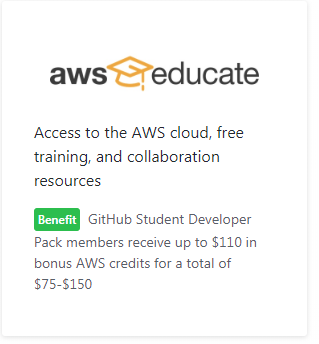 aws educate
Access to the AWS cloud, free
training, and collaboration
resources
Benefit GitHub Student Developer
Pack members receive up to $110 in
bonus AWS credits for a total of
$75-$150